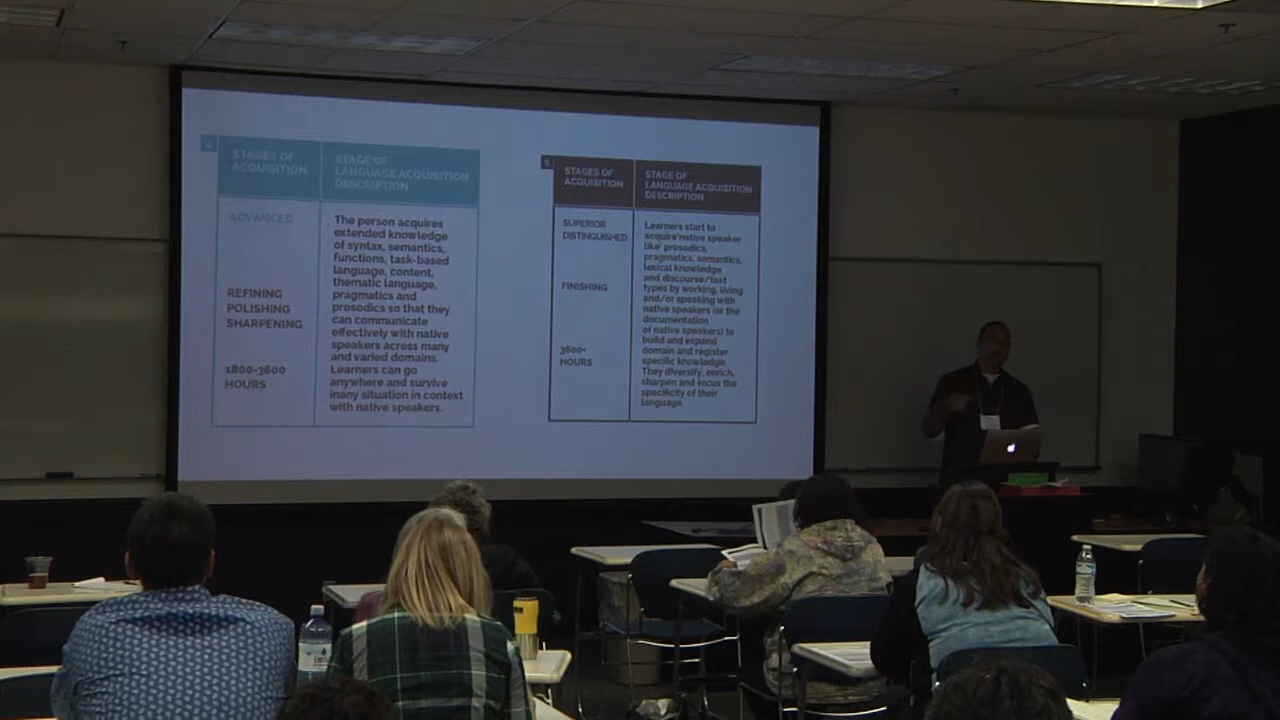 4
STAGES OF
ACQUISITION
STAGE OF
LANGUAGE ACQUISITION
DESCRIPTION
ADVANCED
REFINING
POLISHING
SHARPENING
1800-3600
HOURS
The person acquires
extended knowledge
of syntax, semantics,
functions, task-based
language, content,
thematic language,
pragmatics and
prosodics so that they
can communicate
effectively with native
speakers across many
and varied domains.
Learners can go
anywhere and survive
inany situation in context
with native speakers.
5
STAGES OF
ACQUISITION
STAGE OF
LANGUAGE ACQUISITION
DESCRIPTION
SUPERIOR
DISTINGUISHED
FINISHING
3600+
HOURS
Learners start to
acquire'native speaker
like' prosodics,
pragmatics, semantics,
lexical knowledge
and discourse/text
types by working, living
and/or speaking with
native speakers (or the
documentation
of native speakers) to
build and expand
domain and register
specific knowledge.
They diversify, enrich,
sharpen and focus the
specificity of their
language.